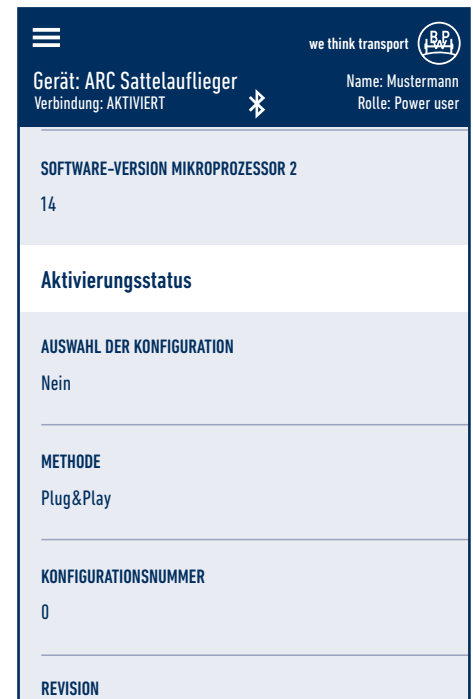 we think transport BPW
Gerät: ARC Sattelauflieger
Name: Mustermann
Verbindung: AKTIVIERT
Rolle: Power user
SOFTWARE-VERSION MIKROPROZESSOR 2
14
Aktivierungsstatus
AUSWAHL DER KONFIGURATION
Nein
METHODE
Plug&Play
KONFIGURATIONSNUMMER
0
REVISION